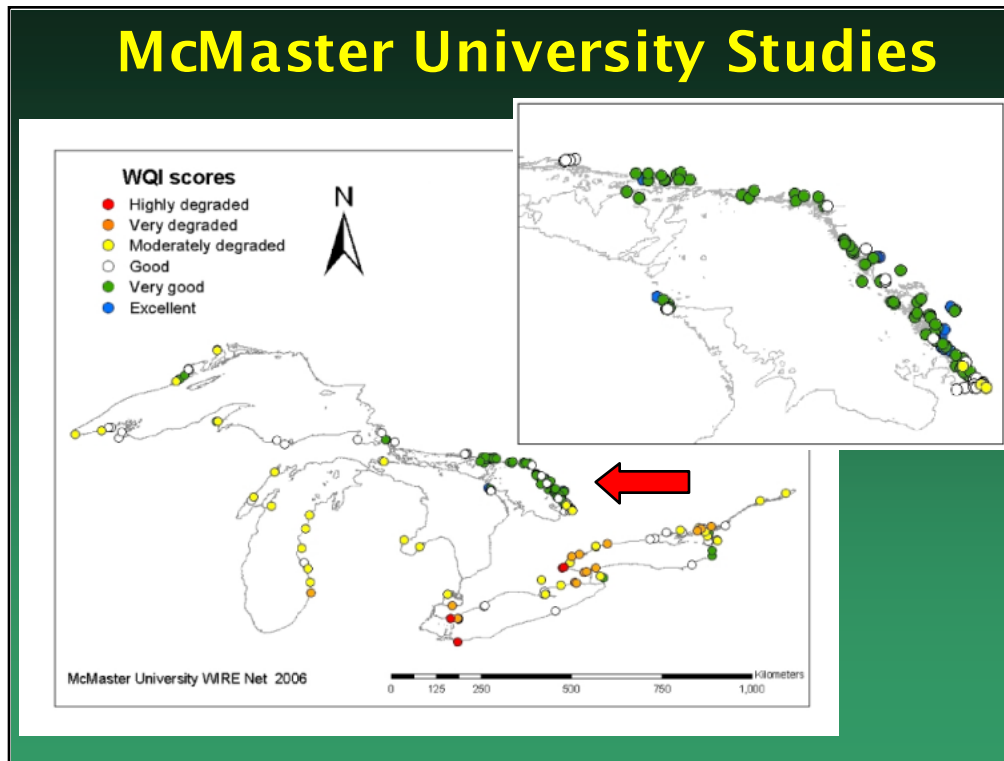 McMaster University Studies
WQI scores
Highly degraded
Very degraded
Moderately degraded
Good
Very good
Excellent
N
McMaster University WIRE Net 2006
Kilometers
0 125 250 500 750 1,000